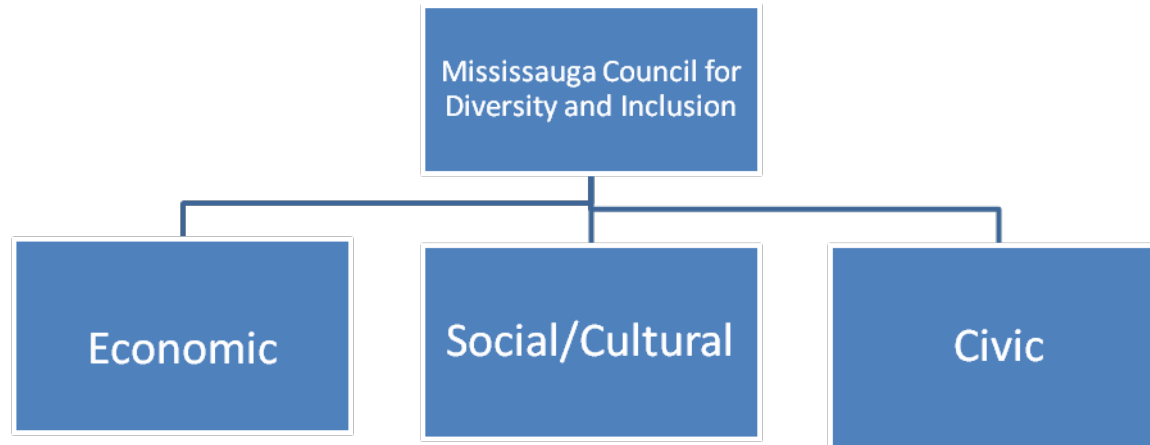 Mississauga Council for
Diversity and Inclusion
Economic
Social/Cultural
Civic